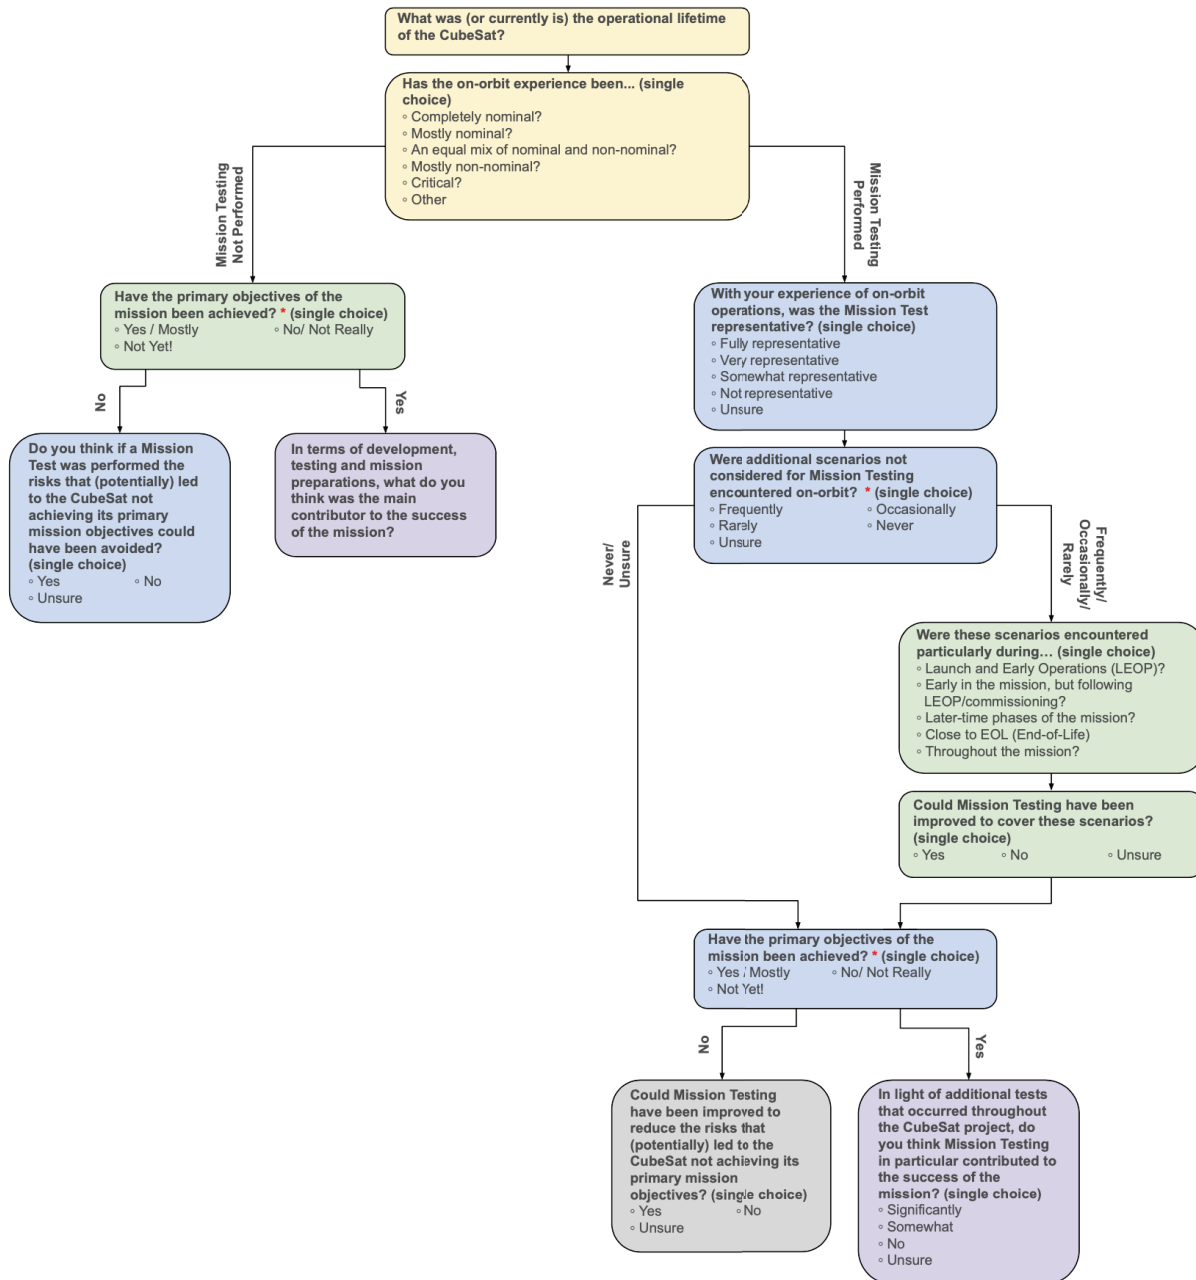 What was (or currently is) the operational lifetime
of the CubeSat?
Has the on-orbit experience been... (single
choice)
◦ Completely nominal?
◦ Mostly nominal?
◦ An equal mix of nominal and non-nominal?
◦ Mostly non-nominal?
◦ Critical?
◦ Other
Mission Testing
Not Performed
Mission Testing
Performed
Have the primary objectives of the
mission been achieved? * (single choice)
◦ Yes / Mostly ◦ No/ Not Really
◦ Not Yet!
No
Yes
Do you think if a Mission
Test was performed the
risks that (potentially) led
to the CubeSat not
achieving its primary
mission objectives could
have been avoided?
(single choice)
◦ Yes ◦ No
◦ Unsure
In terms of development,
testing and mission
preparations, what do you
think was the main
contributor to the success
of the mission?
With your experience of on-orbit
operations, was the Mission Test
representative? (single choice)
◦ Fully representative
◦ Very representative
◦ Somewhat representative
◦ Not representative
◦ Unsure
Were additional scenarios not
considered for Mission Testing
encountered on-orbit? * (single choice)
◦ Frequently ◦ Occasionally
◦ Rarely ◦ Never
◦ Unsure
Never/
Unsure
Frequently/
Occasionally/
Rarely
Were these scenarios encountered
particularly during… (single choice)
◦ Launch and Early Operations (LEOP)?
◦ Early in the mission, but following
LEOP/commissioning?
◦ Later-time phases of the mission?
◦ Close to EOL (End-of-Life)
◦ Throughout the mission?
Could Mission Testing have been
improved to cover these scenarios?
(single choice)
◦ Yes ◦ No ◦ Unsure
Have the primary objectives of the
mission been achieved? * (single choice)
◦ Yes / Mostly ◦ No/ Not Really
◦ Not Yet!
No
Yes
Could Mission Testing
have been improved to
reduce the risks that
(potentially) led to the
CubeSat not achieving its
primary mission
objectives? (single choice)
◦ Yes ◦ No
◦ Unsure
In light of additional tests
that occurred throughout
the CubeSat project, do
you think Mission Testing
in particular contributed to
the success of the
mission? (single choice)
◦ Significantly
◦ Somewhat
◦ No
◦ Unsure